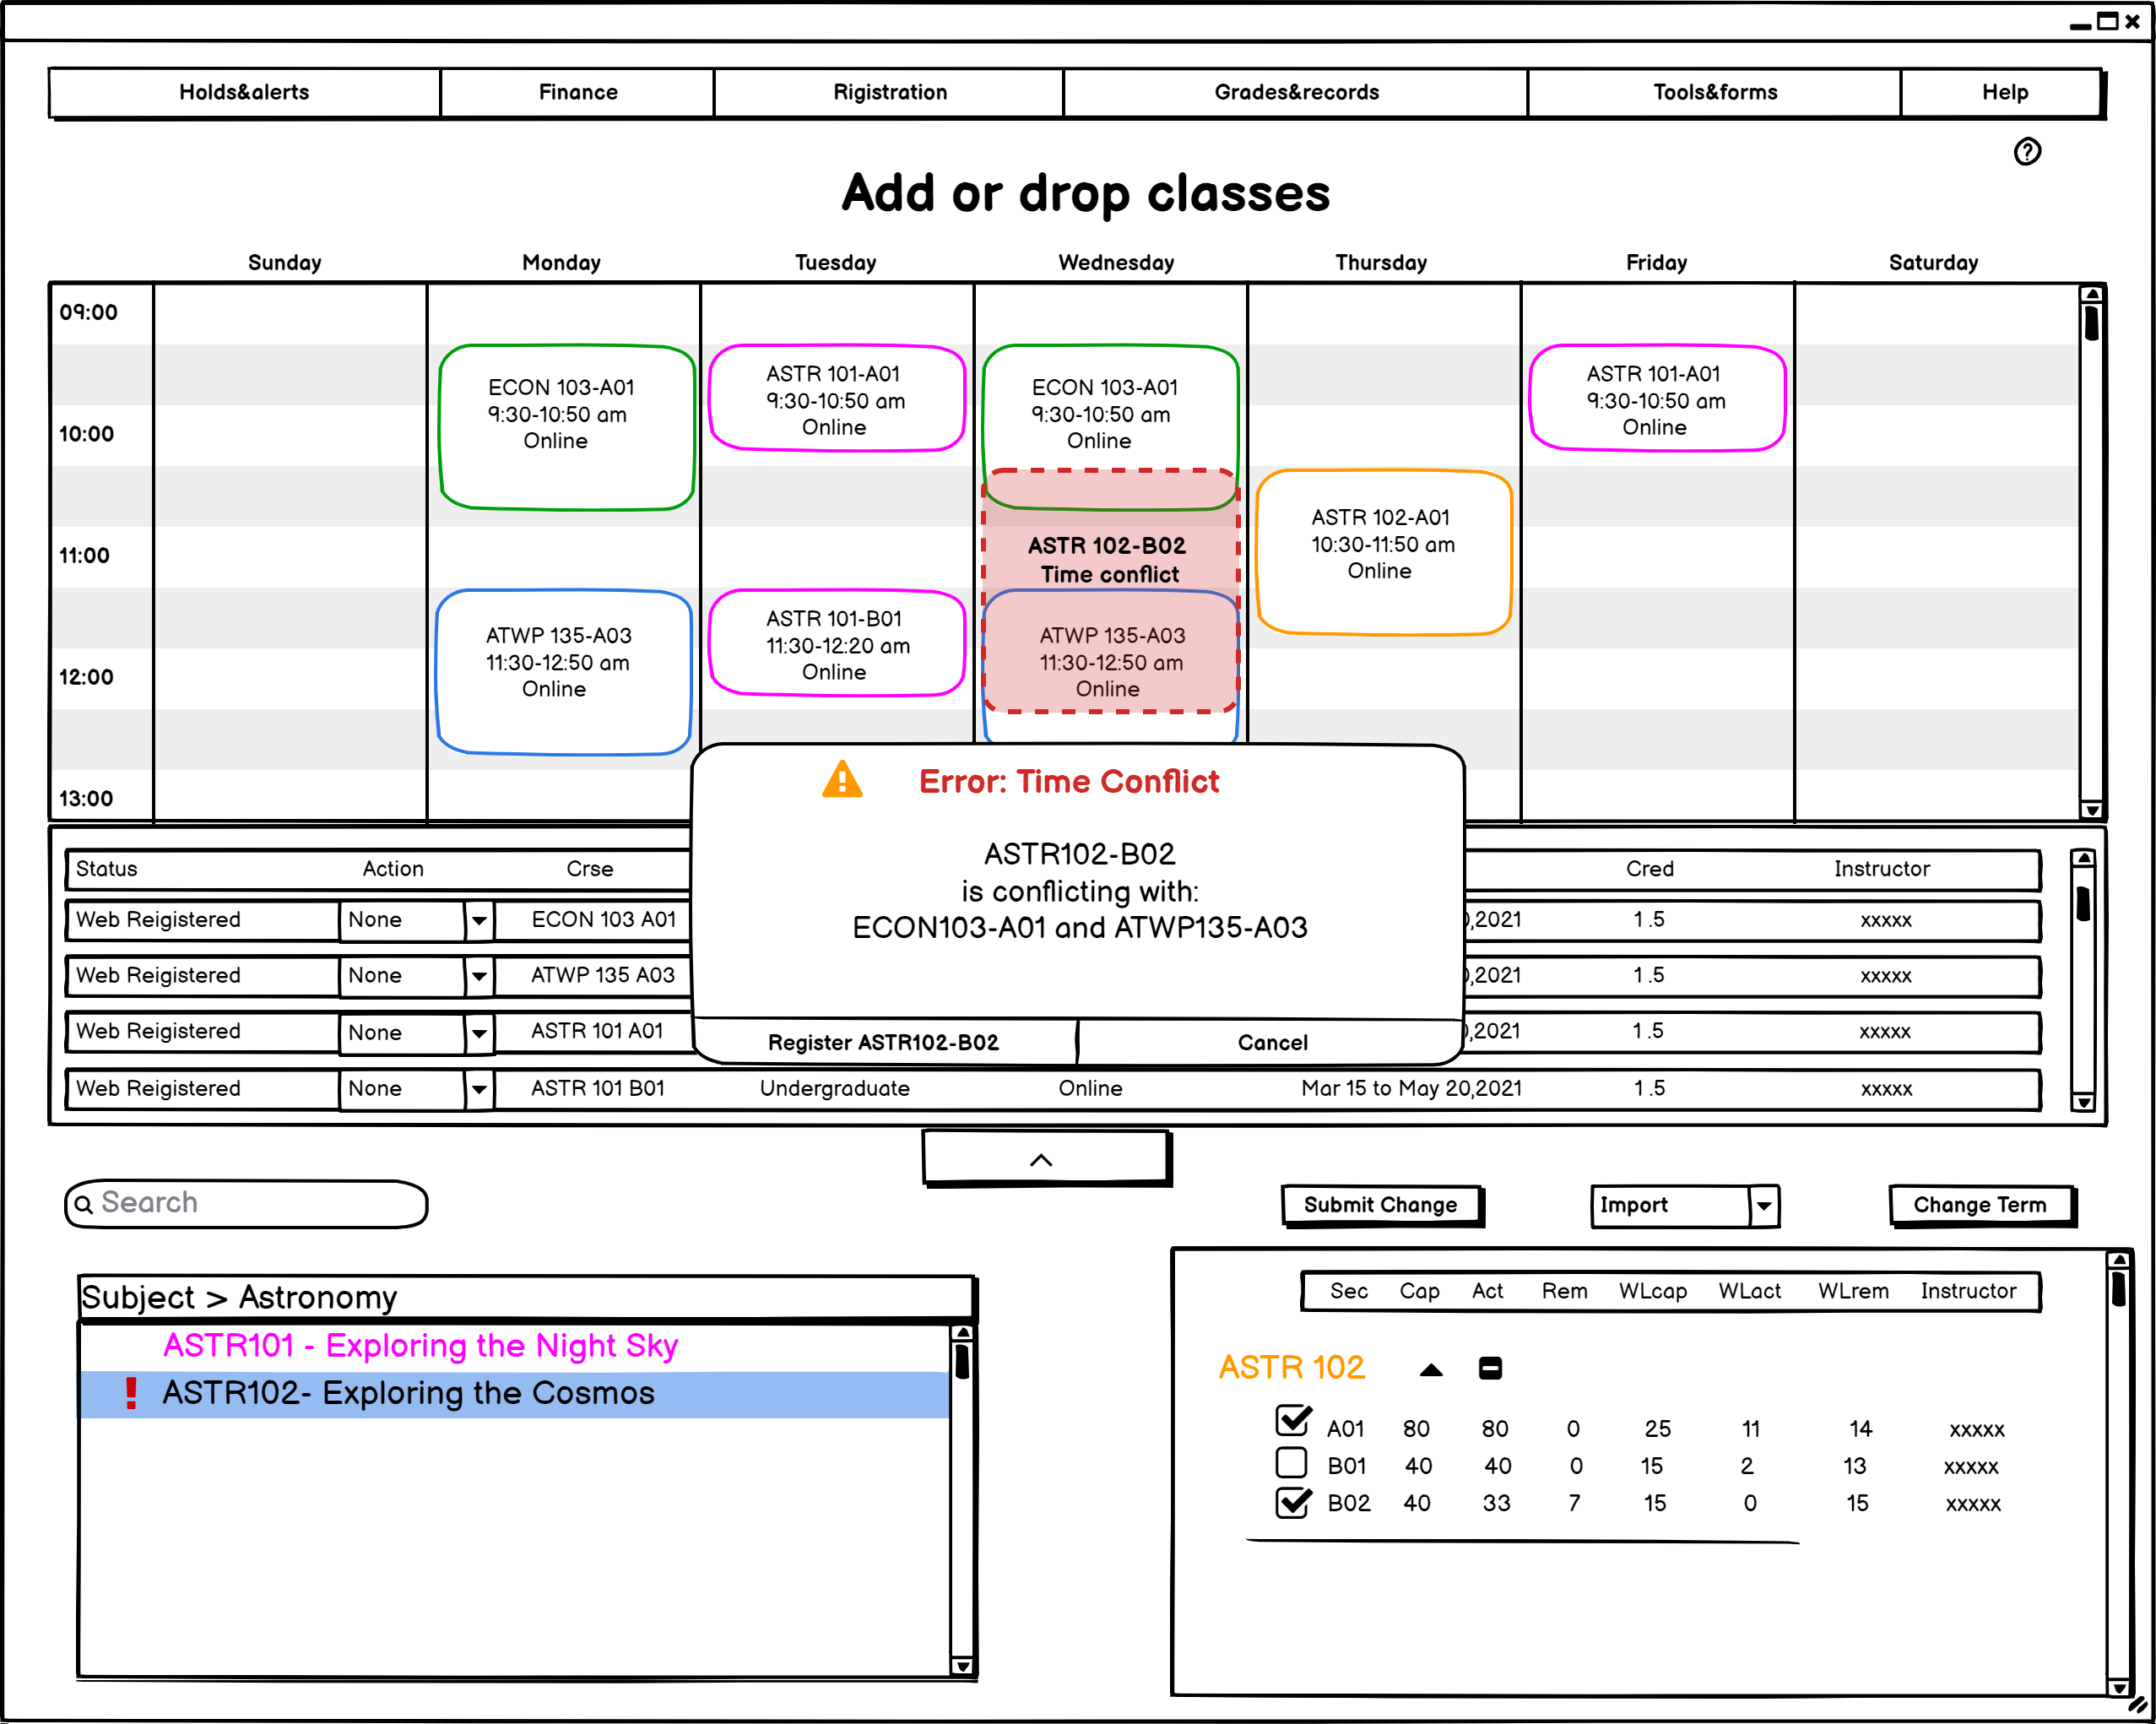 Holds&alerts Finance Rigistration Grades&records Tools&forms Help
?
Add or drop classes
Sunday Monday Tuesday Wednesday Thursday Friday Saturday
09:00
10:00
11:00
12:00
13:00
ECON 103-A01
9:30-10:50 am
Online
ATWP 135-A03
11:30-12:50 am
Online
ASTR 101-A01
9:30-10:50 am
Online
ASTR 101-B01
11:30-12:20 am
Online
ECON 103-A01
9:30-10:50 am
Online
ASTR 102-B02
Time conflict
ATWP 135-A03
11:30-12:50 am
Online
ASTR 102-A01
10:30-11:50 am
Online
ASTR 101-A01
9:30-10:50 am
Online
Error: Time Conflict
ASTR102-B02
is conflicting with:
ECON103-A01 and ATWP135-A03
Register ASTR102-B02 Cancel
Status Action Crse Cred Instructor
Web Reigistered None ECON 103 A01 0,2021 1.5 xxxxx
Web Reigistered None ATWP 135 A03 0,2021 1.5 xxxxx
Web Reigistered None ASTR 101 A01 0,2021 1.5 xxxxx
Web Reigistered None ASTR 101 B01 Undergraduate Online Mar 15 to May 20,2021 1.5 xxxxx
Search
Submit Change Import Change Term
Subject > Astronomy
ASTR101 - Exploring the Night Sky
! ASTR102- Exploring the Cosmos
Sec Cap Act Rem WLcap WLact WLrem Instructor
ASTR 102
A01 80 80 0 25 11 14 xxxxx
B01 40 40 0 15 2 13 xxxxx
B02 40 33 7 15 0 15 xxxxx